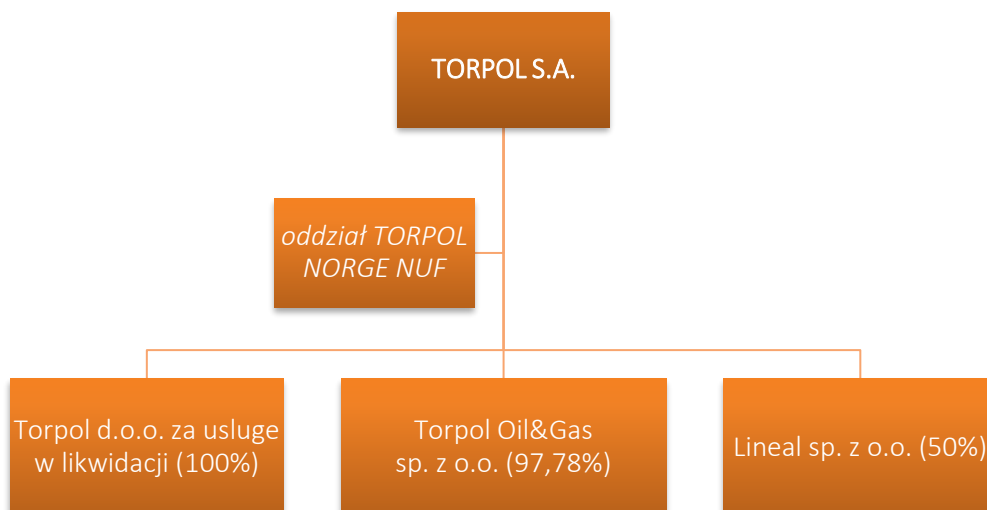 TORPOL S.A.
oddział TORPOL
NORGE NUF
Torpol d.o.o. za usluge
w likwidacji (100%)
Torpol Oil&Gas
sp. z o.o. (97,78%)
Lineal sp. z o.o. (50%)